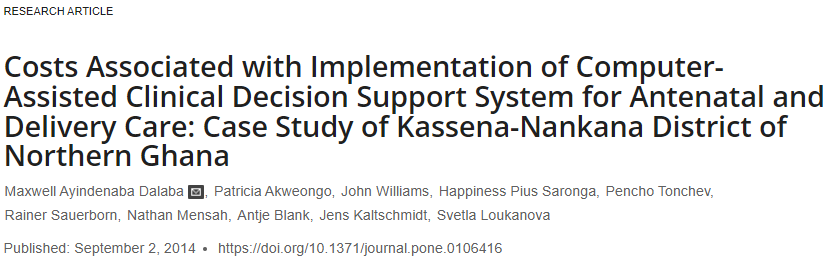 RESEARCH ARTICLE
Costs Associated with Implementation of Computer-
Assisted Clinical Decision Support System for Antenatal and
Delivery Care: Case Study of Kassena-Nankana District of
Northern Ghana
Maxwell Ayindenaba Dalaba, Patricia Akweongo, John Williams, Happiness Pius Saronga, Pencho Tonchev,
Rainer Sauerborn, Nathan Mensah, Antje Blank, Jens Kaltschmidt, Svetla Loukanova
Published: September 2, 2014 • https://doi.org/10.1371/journal.pone.0106416